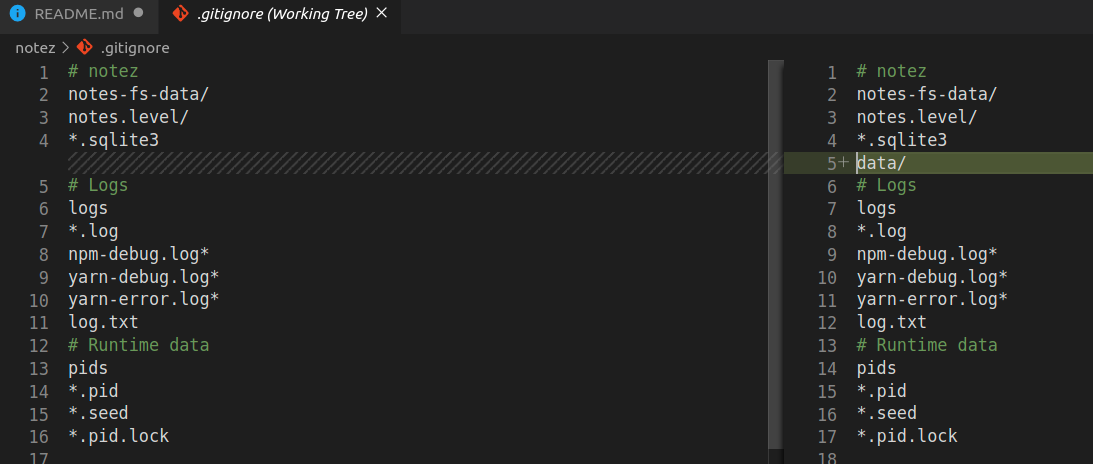 README.md
.gitignore (Working Tree)
notez > .gitignore
1 # notez
2 notes-fs-data/
3 notes.level/
4 *.sqlite3
5 # Logs
6 logs
7 *.log
8 npm-debug.log*
9 yarn-debug.log*
10 yarn-error.log*
11 log.txt
12 # Runtime data
13 pids
14 *.pid
15 *.seed
16 *.pid.lock
17
1 # notez
2 notes-fs-data/
3 notes.level/
4 *.sqlite3
5+ data/
6 # Logs
7 logs
8 *.log
9 npm-debug.log*
10 yarn-debug.log*
11 yarn-error.log*
12 log.txt
13 # Runtime data
14 pids
15 *.pid
16 *.seed
17 *.pid.lock
18